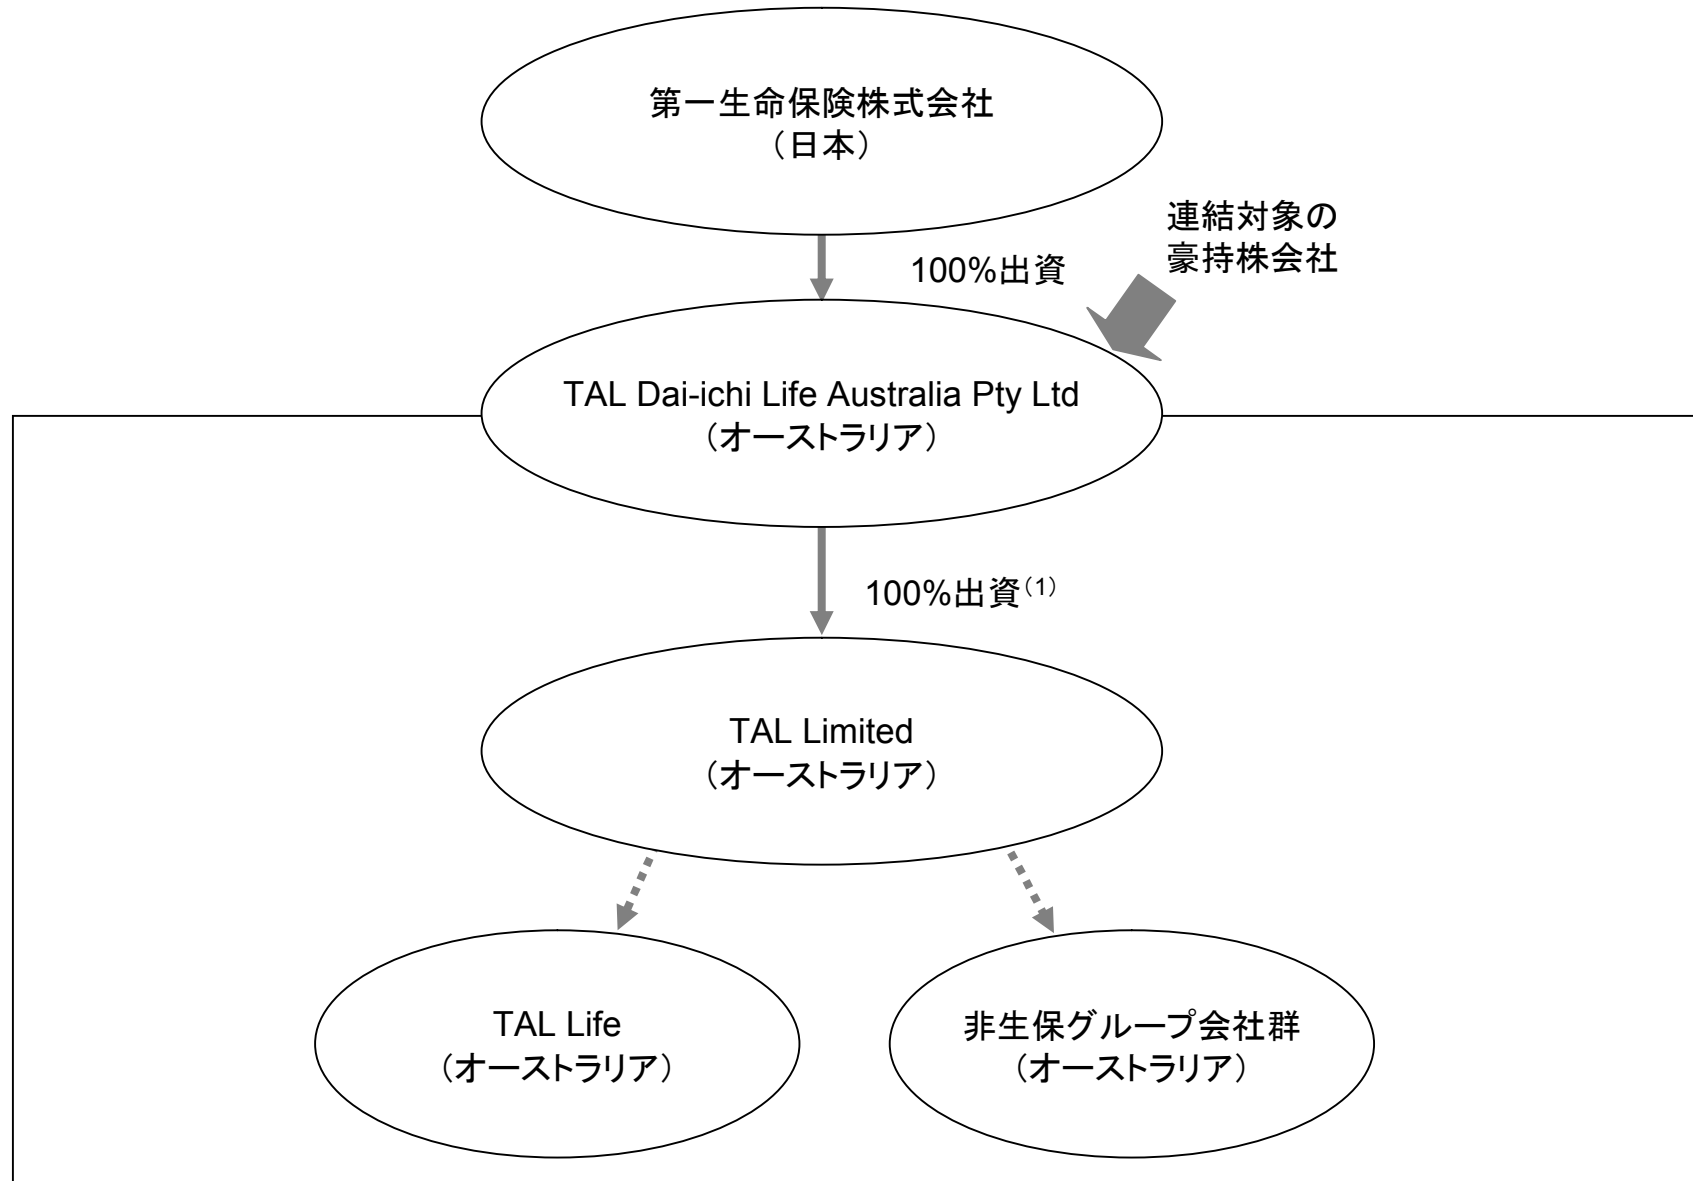 第一生命保険株式会社
（日本）
連結対象の
豪持株会社
100%出資
TAL Dai-ichi Life Australia Pty Ltd
（オーストラリア）
100%出資（1）
TAL Limited
（オーストラリア）
TAL Life
（オーストラリア）
非生保グループ会社群
（オーストラリア）